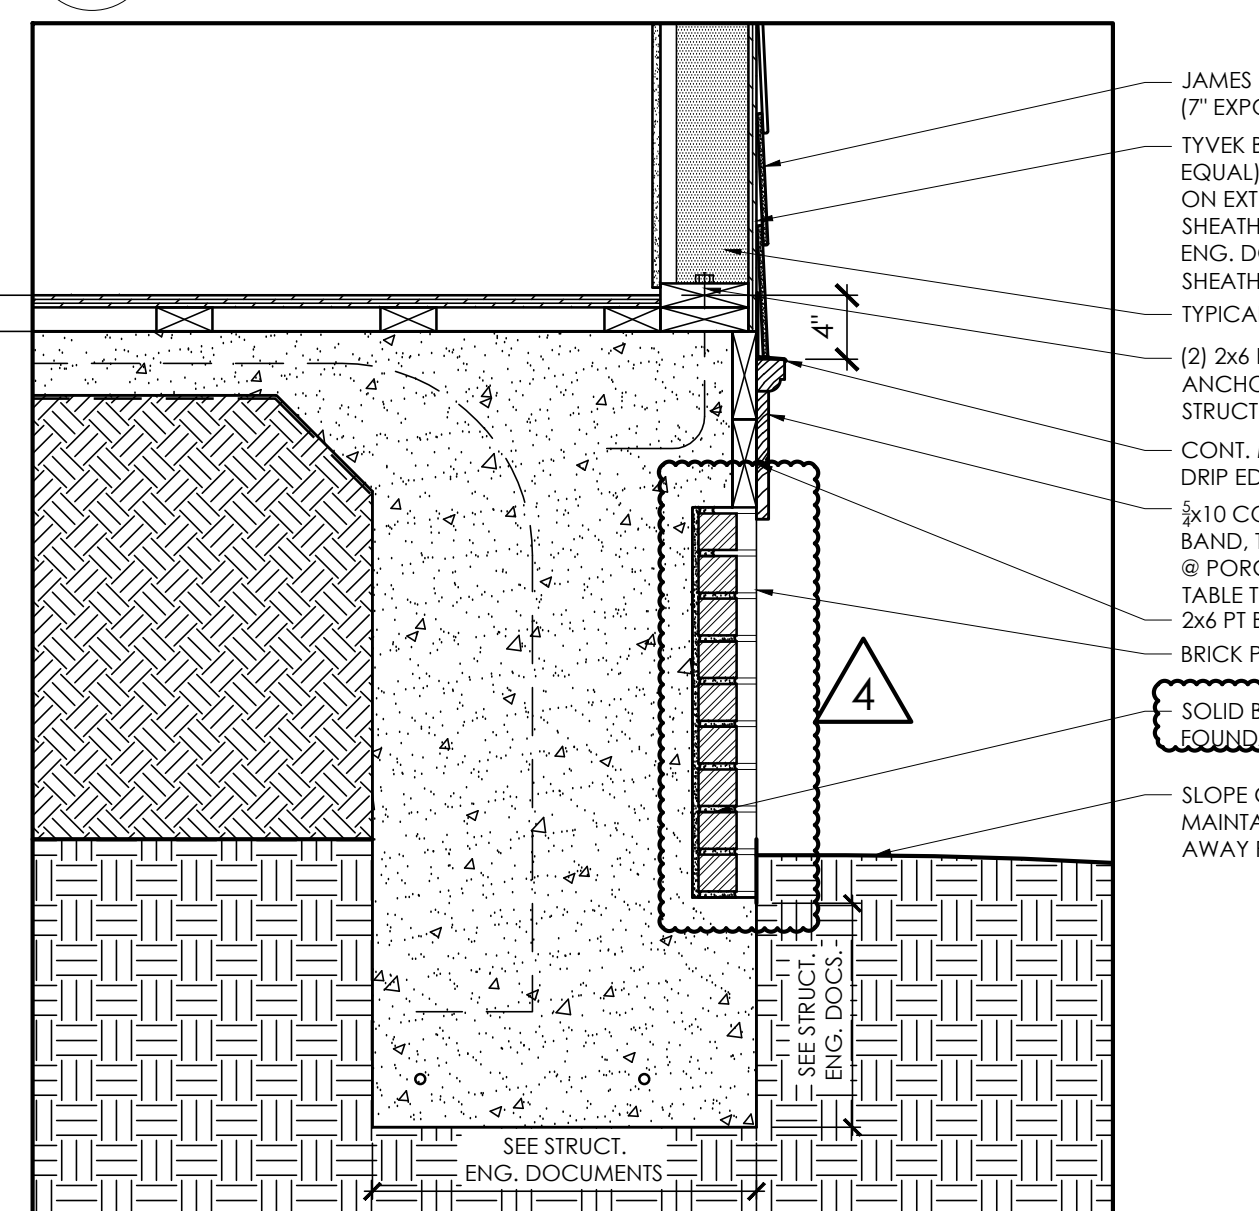 JAMES
(7" EXPO
TYVEK B
EQUAL)
ON EXT
SHEATH
ENG. DO
SHEATH
TYPICA
(2) 2x6
ANCHO
STRUCT
CONT.
DRIP ED
5/4x10 CO
BAND, T
@ PORC
TABLE T
2x6 PT B
BRICK P
SOLID B
FOUND
SLOPE
MAINTA
AWAY
4"
4
SEE STRUCT.
ENG. DOCS.
SEE STRUCT.
ENG. DOCUMENTS